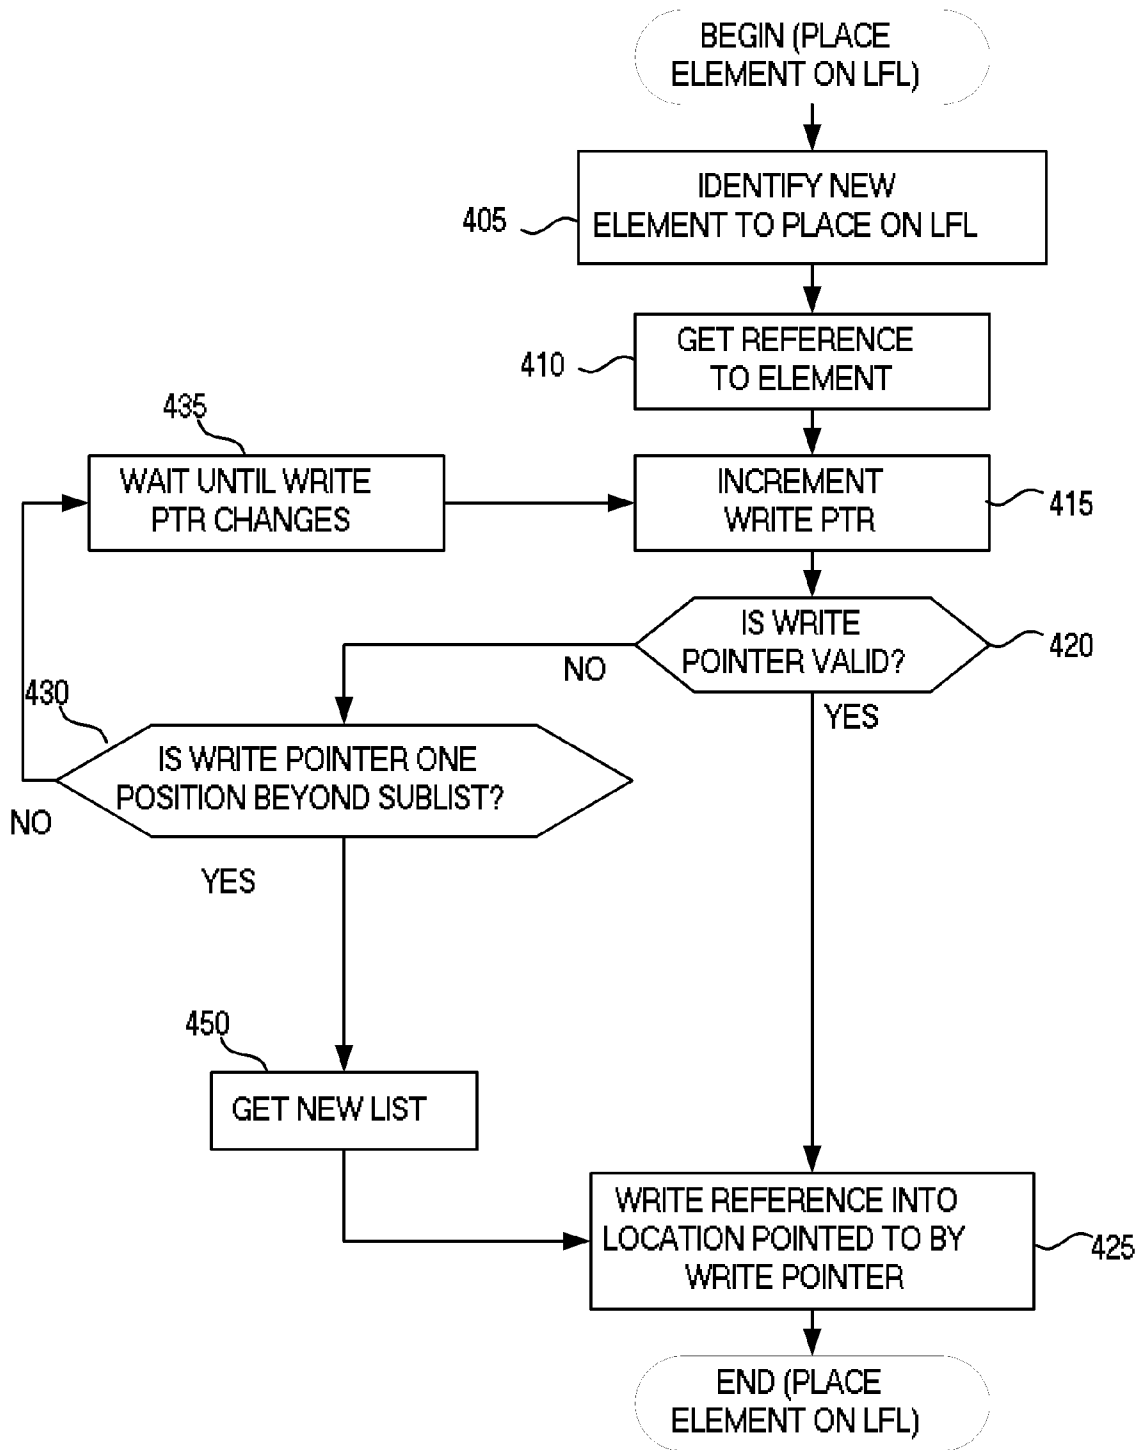 BEGIN (PLACE
ELEMENT ON LFL)
IDENTIFY NEW
ELEMENT TO PLACE ON LFL
405
GET REFERENCE
TO ELEMENT
410
435
WAIT UNTIL WRITE
PTR CHANGES
INCREMENT
WRITE PTR
415
IS WRITE
POINTER VALID?
420
NO
YES
430
IS WRITE POINTER ONE
POSITION BEYOND SUBLIST?
NO
YES
450
GET NEW LIST
WRITE REFERENCE INTO
LOCATION POINTED TO BY
WRITE POINTER
425
END (PLACE
ELEMENT ON LFL)